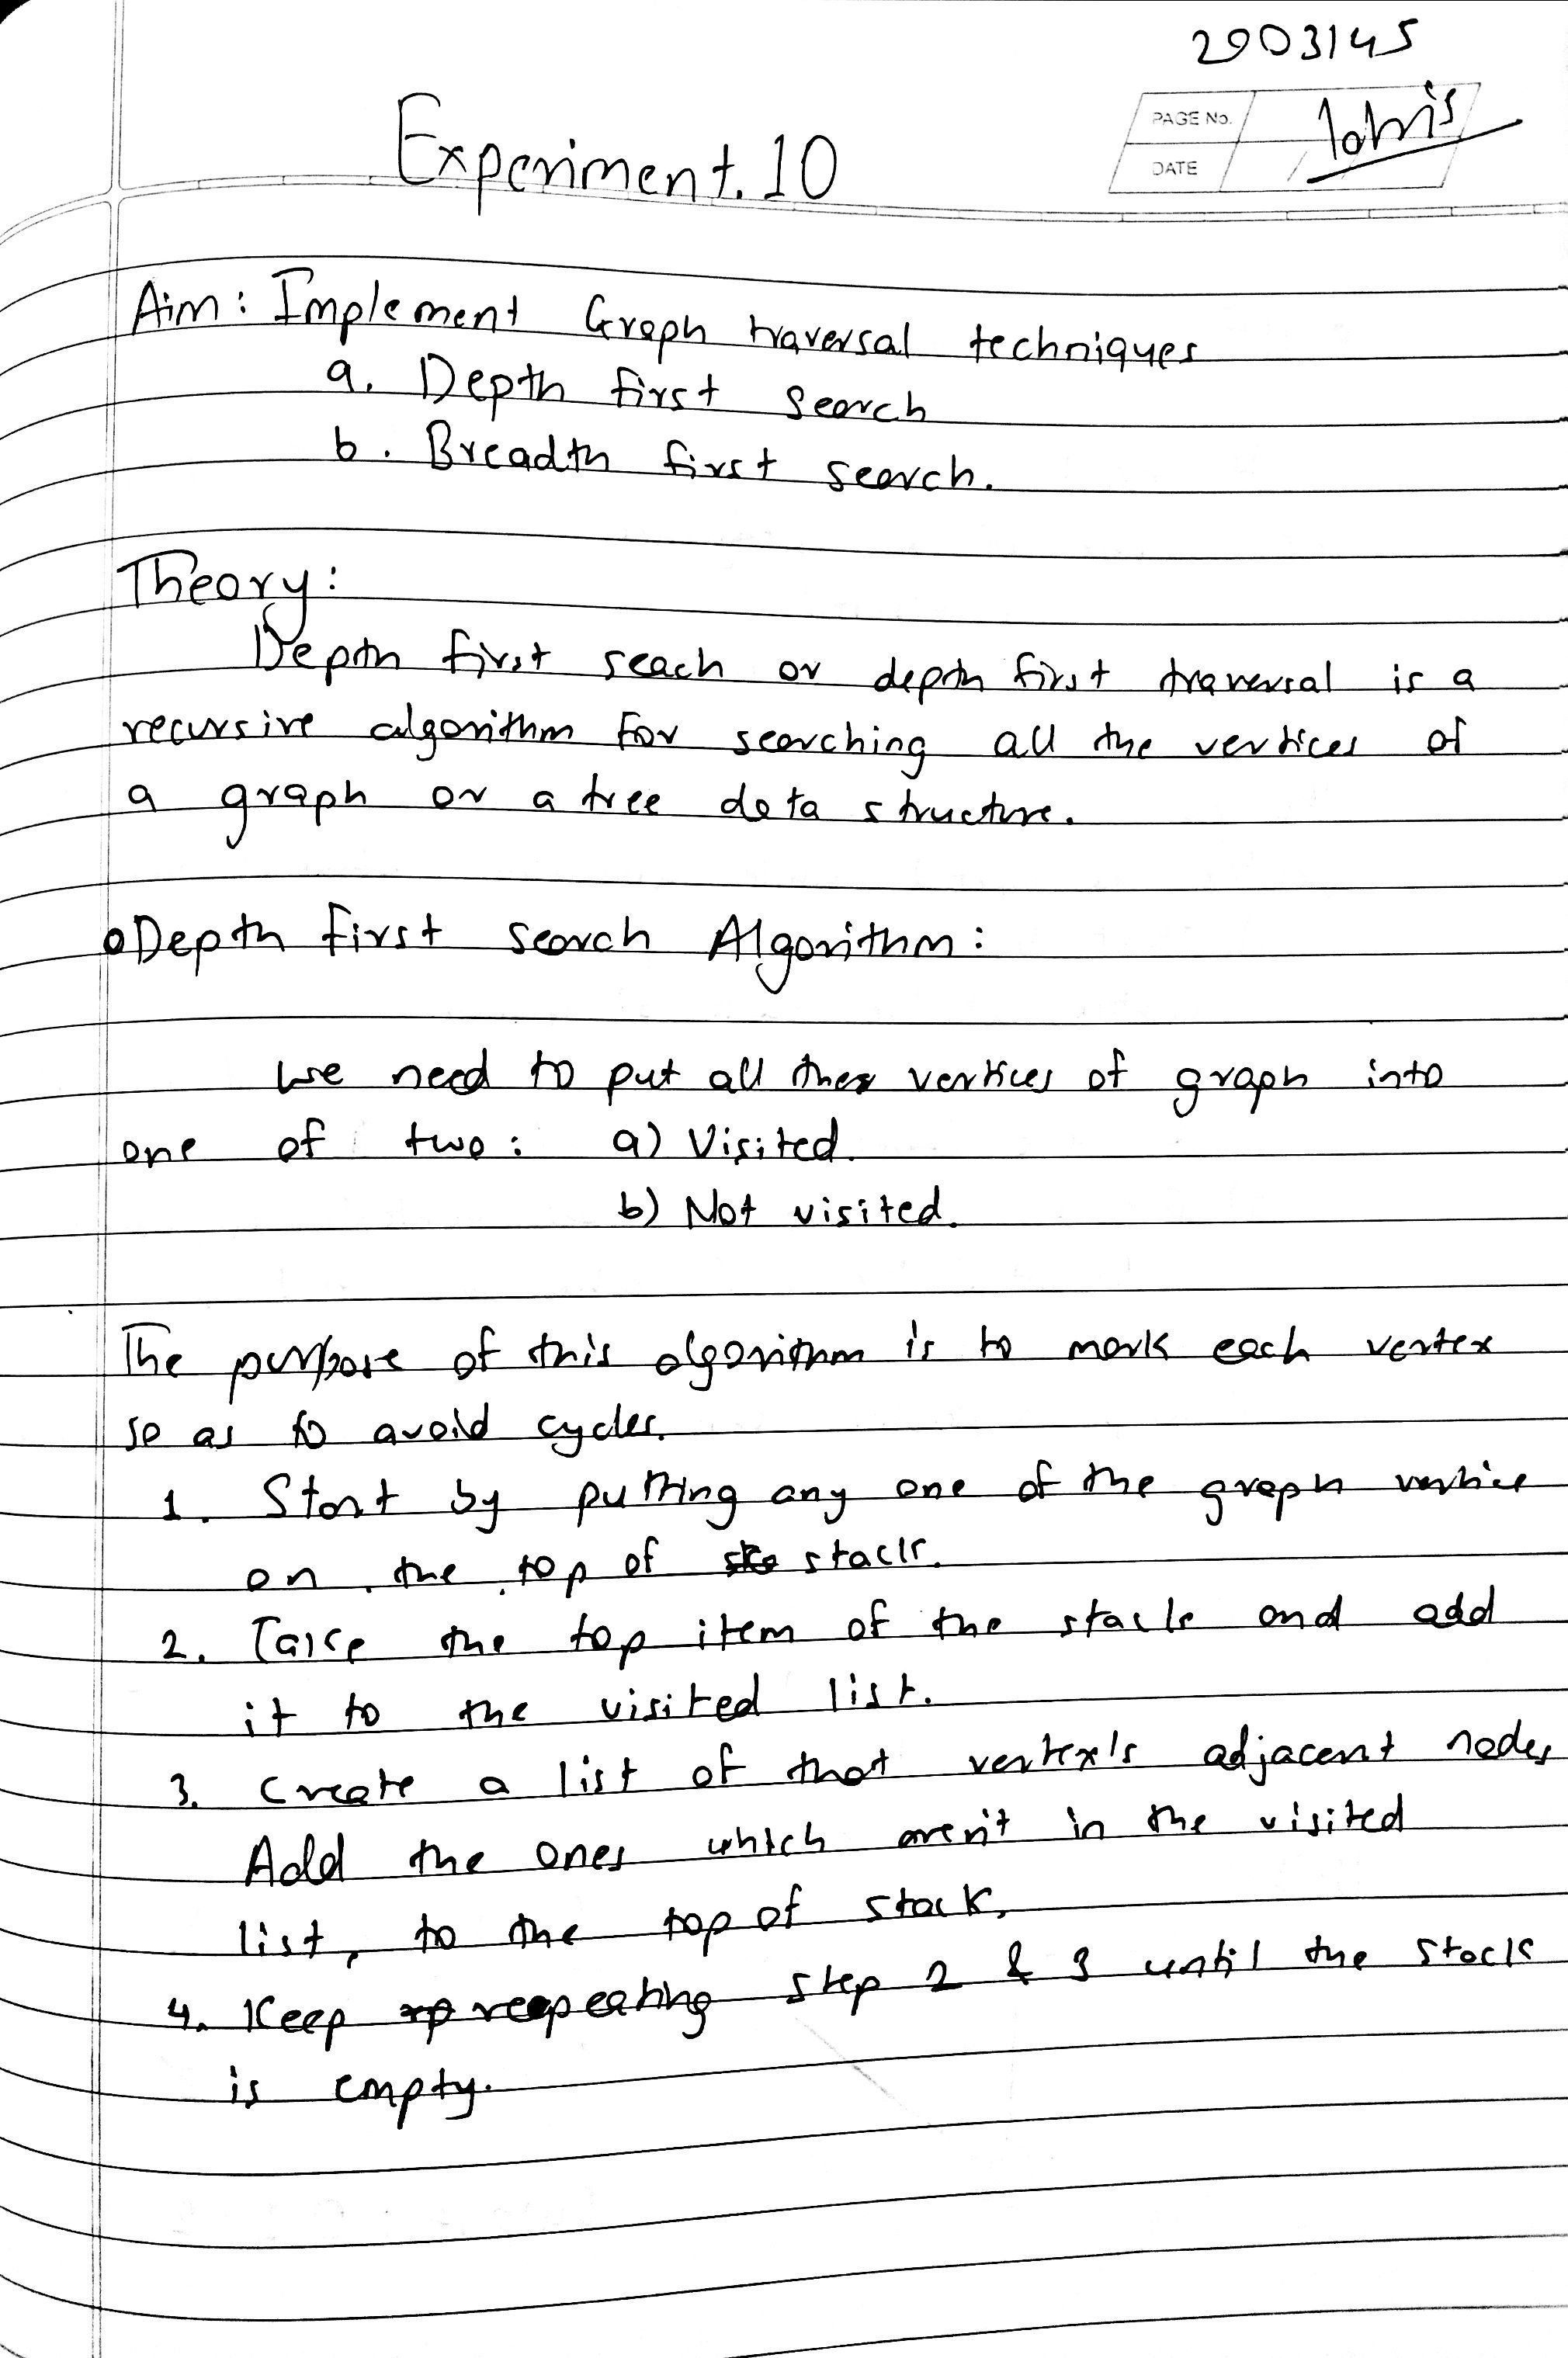 2903145
PAGE No.
DATE
Experiment. 10
Aim: Implement Graph traversal techniques
a. Depth first search
b. Breadth first search.
Theory:
Depth first seach or depth first traversal is a
recursive algorithm for searching all the vertices of
a graph or a tree data structure.
Depth first search Algorithm:
We need to put all the vertices of graph into
one of two: a) Visited.
b) Not visited.
The purpose of this algorithm is to mark each vertex
so as to avoid cycles.
1. Start by putting any one of the graph vertice
on the top of stack.
2. Take the top item of the stack and add
it to the visited list.
3. Create a list of that vertex's adjacent nodes
Add the ones which aren't in the visited
list, to the top of stack.
4. Keep reepeating step 2 & 3 until the stack
is empty.